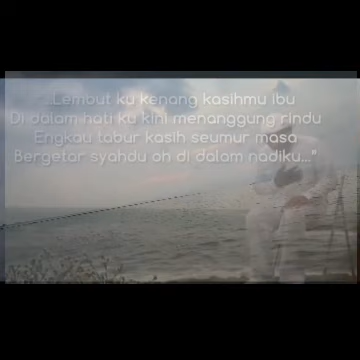 "...Lembut ku kenang kasihmu ibu
Di dalam hati ku kini menanggung rindu
Engkau tabur kasih seumur masa
Bergetar syahdu oh di dalam nadiku..."